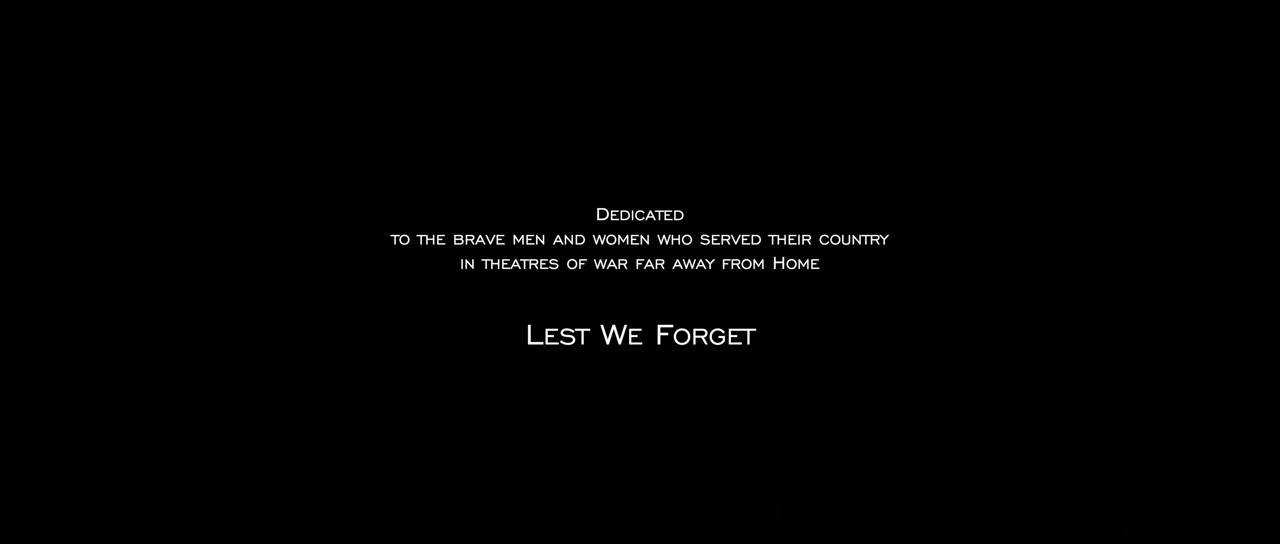 Dedicated
to the brave men and women who served their country
in theatres of war far away from Home
Lest We Forget